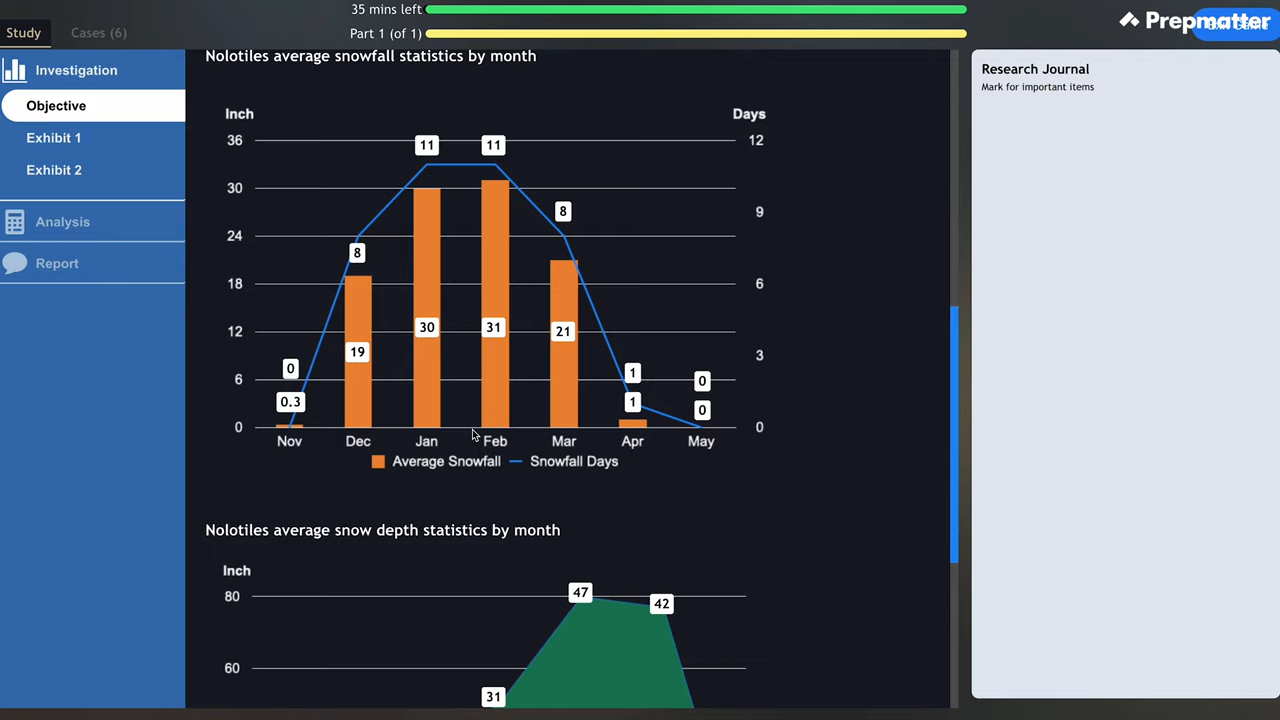 35 mins left
Prepmatter
Study
Cases (6)
Part 1 (of 1)
Investigation
Objective
Exhibit 1
Exhibit 2
Analysis
Report
Nolotiles average snowfall statistics by month
Inch
Days
36
30
24
18
12
6
0
12
9
6
3
0
0
0.3
8
19
11
30
11
31
8
21
1
1
0
0
Nov Dec Jan Feb Mar Apr May
Average Snowfall Snowfall Days
Nolotiles average snow depth statistics by month
Inch
80
60
31
47
42
Research Journal
Mark for important items